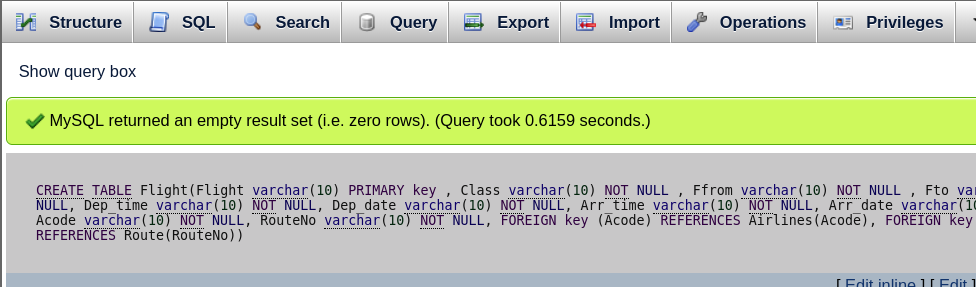 Structure SQL Search Query Export Import Operations Privileges
Show query box
MySQL returned an empty result set (i.e. zero rows). (Query took 0.6159 seconds.)
CREATE TABLE Flight(Flight varchar(10) PRIMARY key , Class varchar(10) NOT NULL , Ffrom varchar(10) NOT NULL , Fto
NULL, Dep_time varchar(10) NOT NULL, Dep_date varchar(10) NOT NULL, Arr_time varchar(10) NOT NULL, Arr_date varchar(
Acode varchar(10) NOT NULL, RouteNo varchar(10) NOT NULL, FOREIGN key (Acode) REFERENCES Airlines(Acode), FOREIGN key
REFERENCES Route(RouteNo))
[ Edit inline ] [ Edit ]